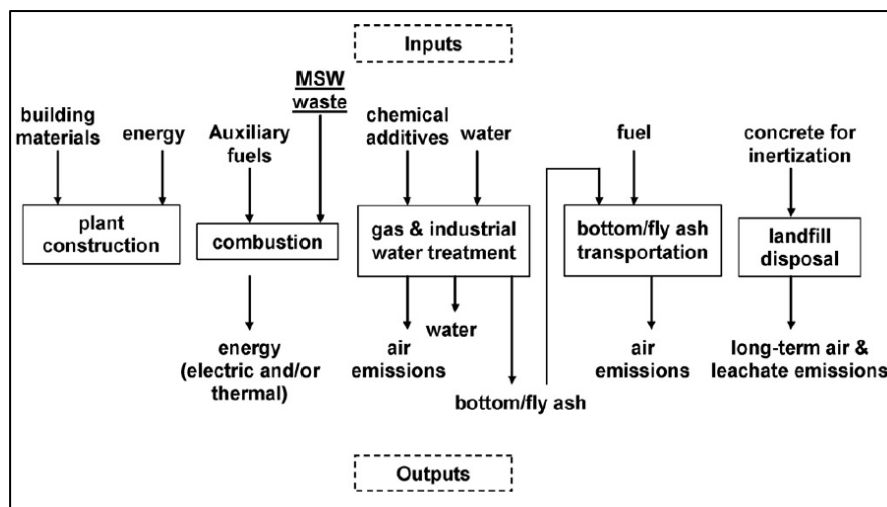 Inputs
MSW
waste
building
materials
energy
Auxiliary
fuels
chemical
additives
water
fuel
concrete for
inertization
plant
construction
combustion
gas & industrial
water treatment
bottom/fly ash
transportation
landfill
disposal
energy
(electric and/or
thermal)
air
emissions
water
bottom/fly ash
air
emissions
long-term air &
leachate emissions
Outputs